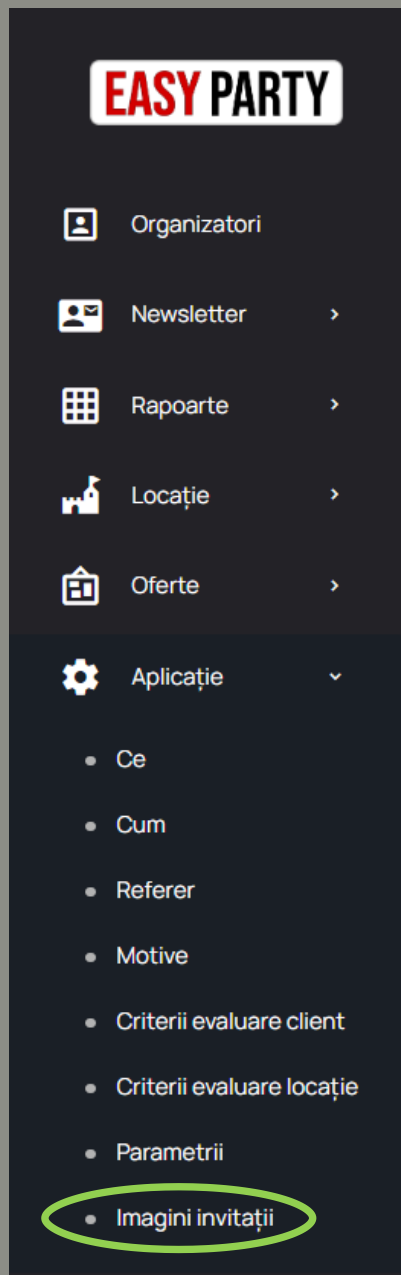 EASY PARTY
Organizatori
Newsletter
Rapoarte
Locație
Oferte
Aplicație
Ce
Cum
Referer
Motive
Criterii evaluare client
Criterii evaluare locație
Parametrii
Imagini invitații